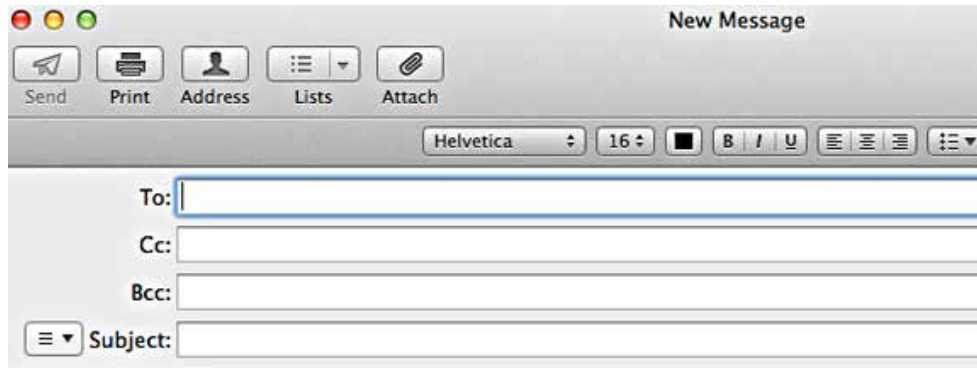 New Message
Send Print Address Lists Attach
Helvetica 16 B I U
To:
Cc:
Bcc:
Subject: